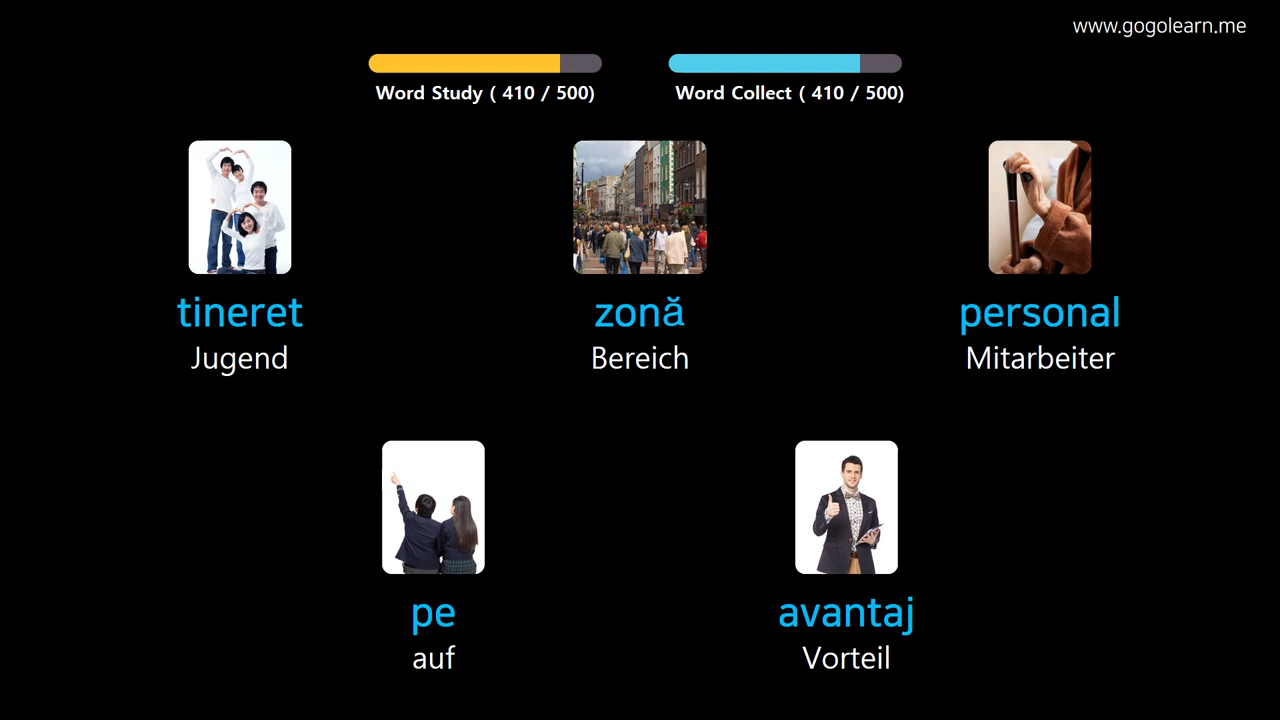 www.gogolearn.me
Word Study ( 410 / 500)
Word Collect ( 410 / 500)
tineret
Jugend
zonă
Bereich
personal
Mitarbeiter
pe
auf
avantaj
Vorteil